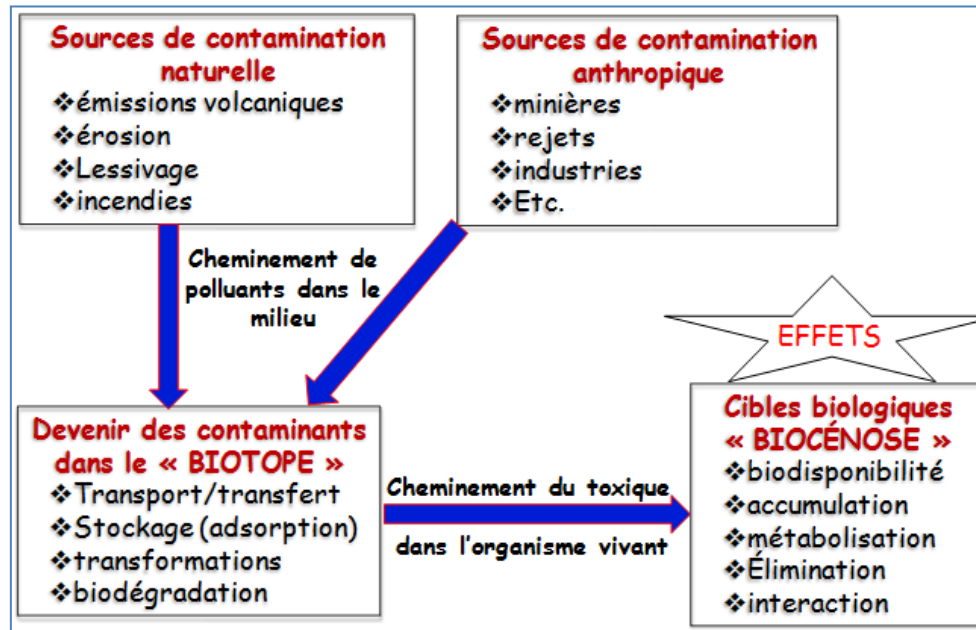 Sources de contamination
naturelle
❖émissions volcaniques
❖érosion
❖Lessivage
❖incendies
Sources de contamination
anthropique
❖minières
❖rejets
❖industries
❖Etc.
Cheminement de
polluants dans le
milieu
EFFETS
Devenir des contaminants
dans le « BIOTOPE »
❖Transport/transfert
❖Stockage (adsorption)
❖transformations
❖biodégradation
Cheminement du toxique
dans l'organisme vivant
Cibles biologiques
« BIOCÉNOSE »
❖biodisponibilité
❖accumulation
❖métabolisation
❖Élimination
❖interaction